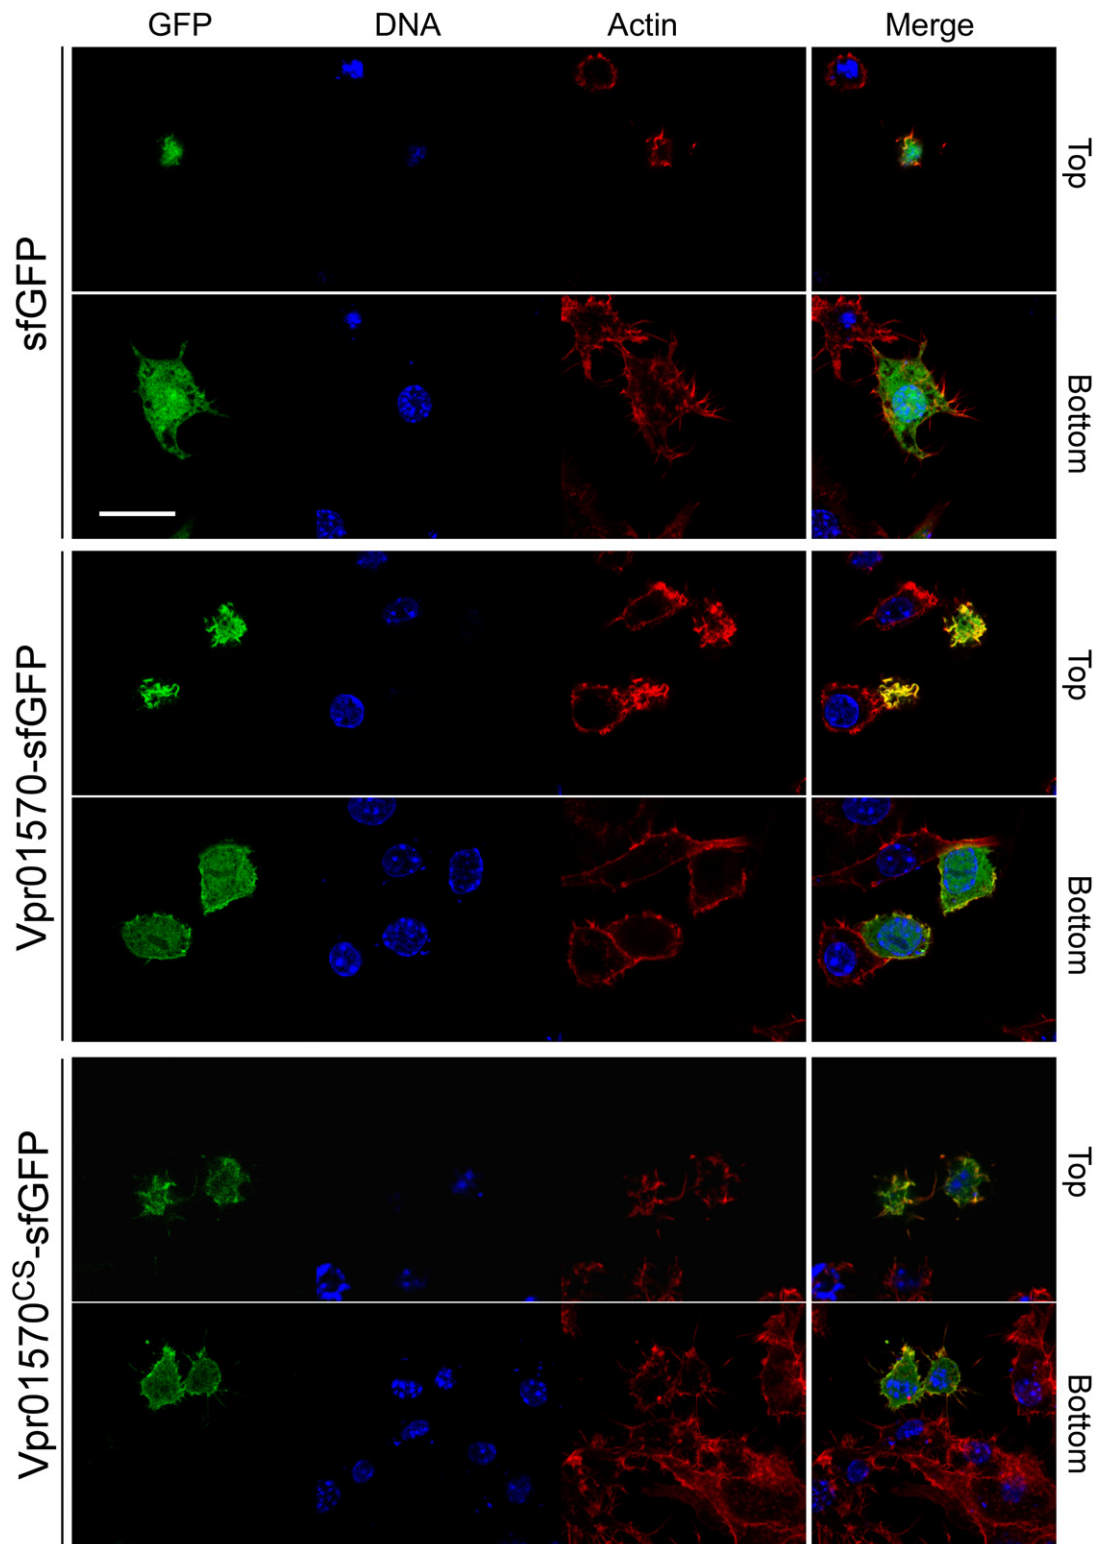 GFP DNA Actin Merge
sfGFP
Top
Bottom
Vpr01570-sfGFP
Top
Bottom
Vpr01570CS-sfGFP
Top
Bottom